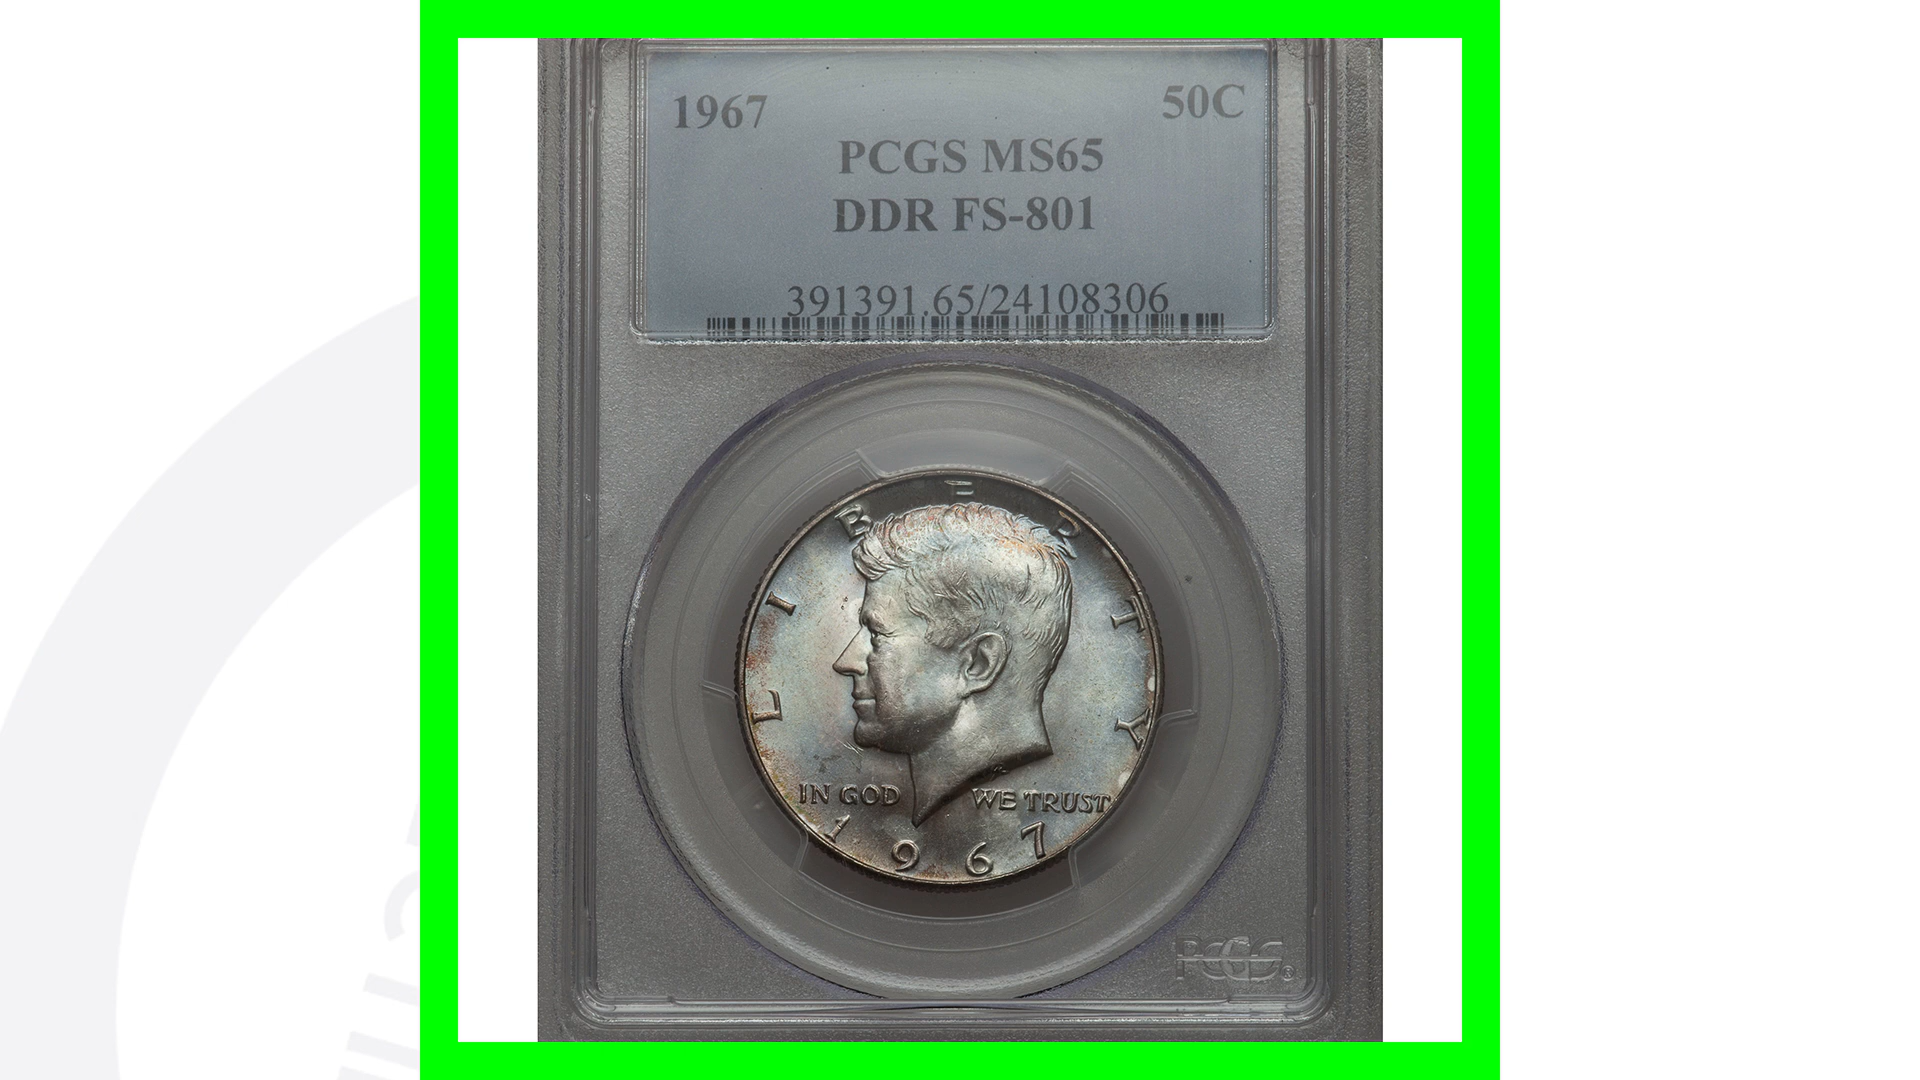 1967 50C
PCGS MS65
DDR FS-801
391391.65/24108306
LIBERTY
IN GOD WE TRUST
1967
PCGS®